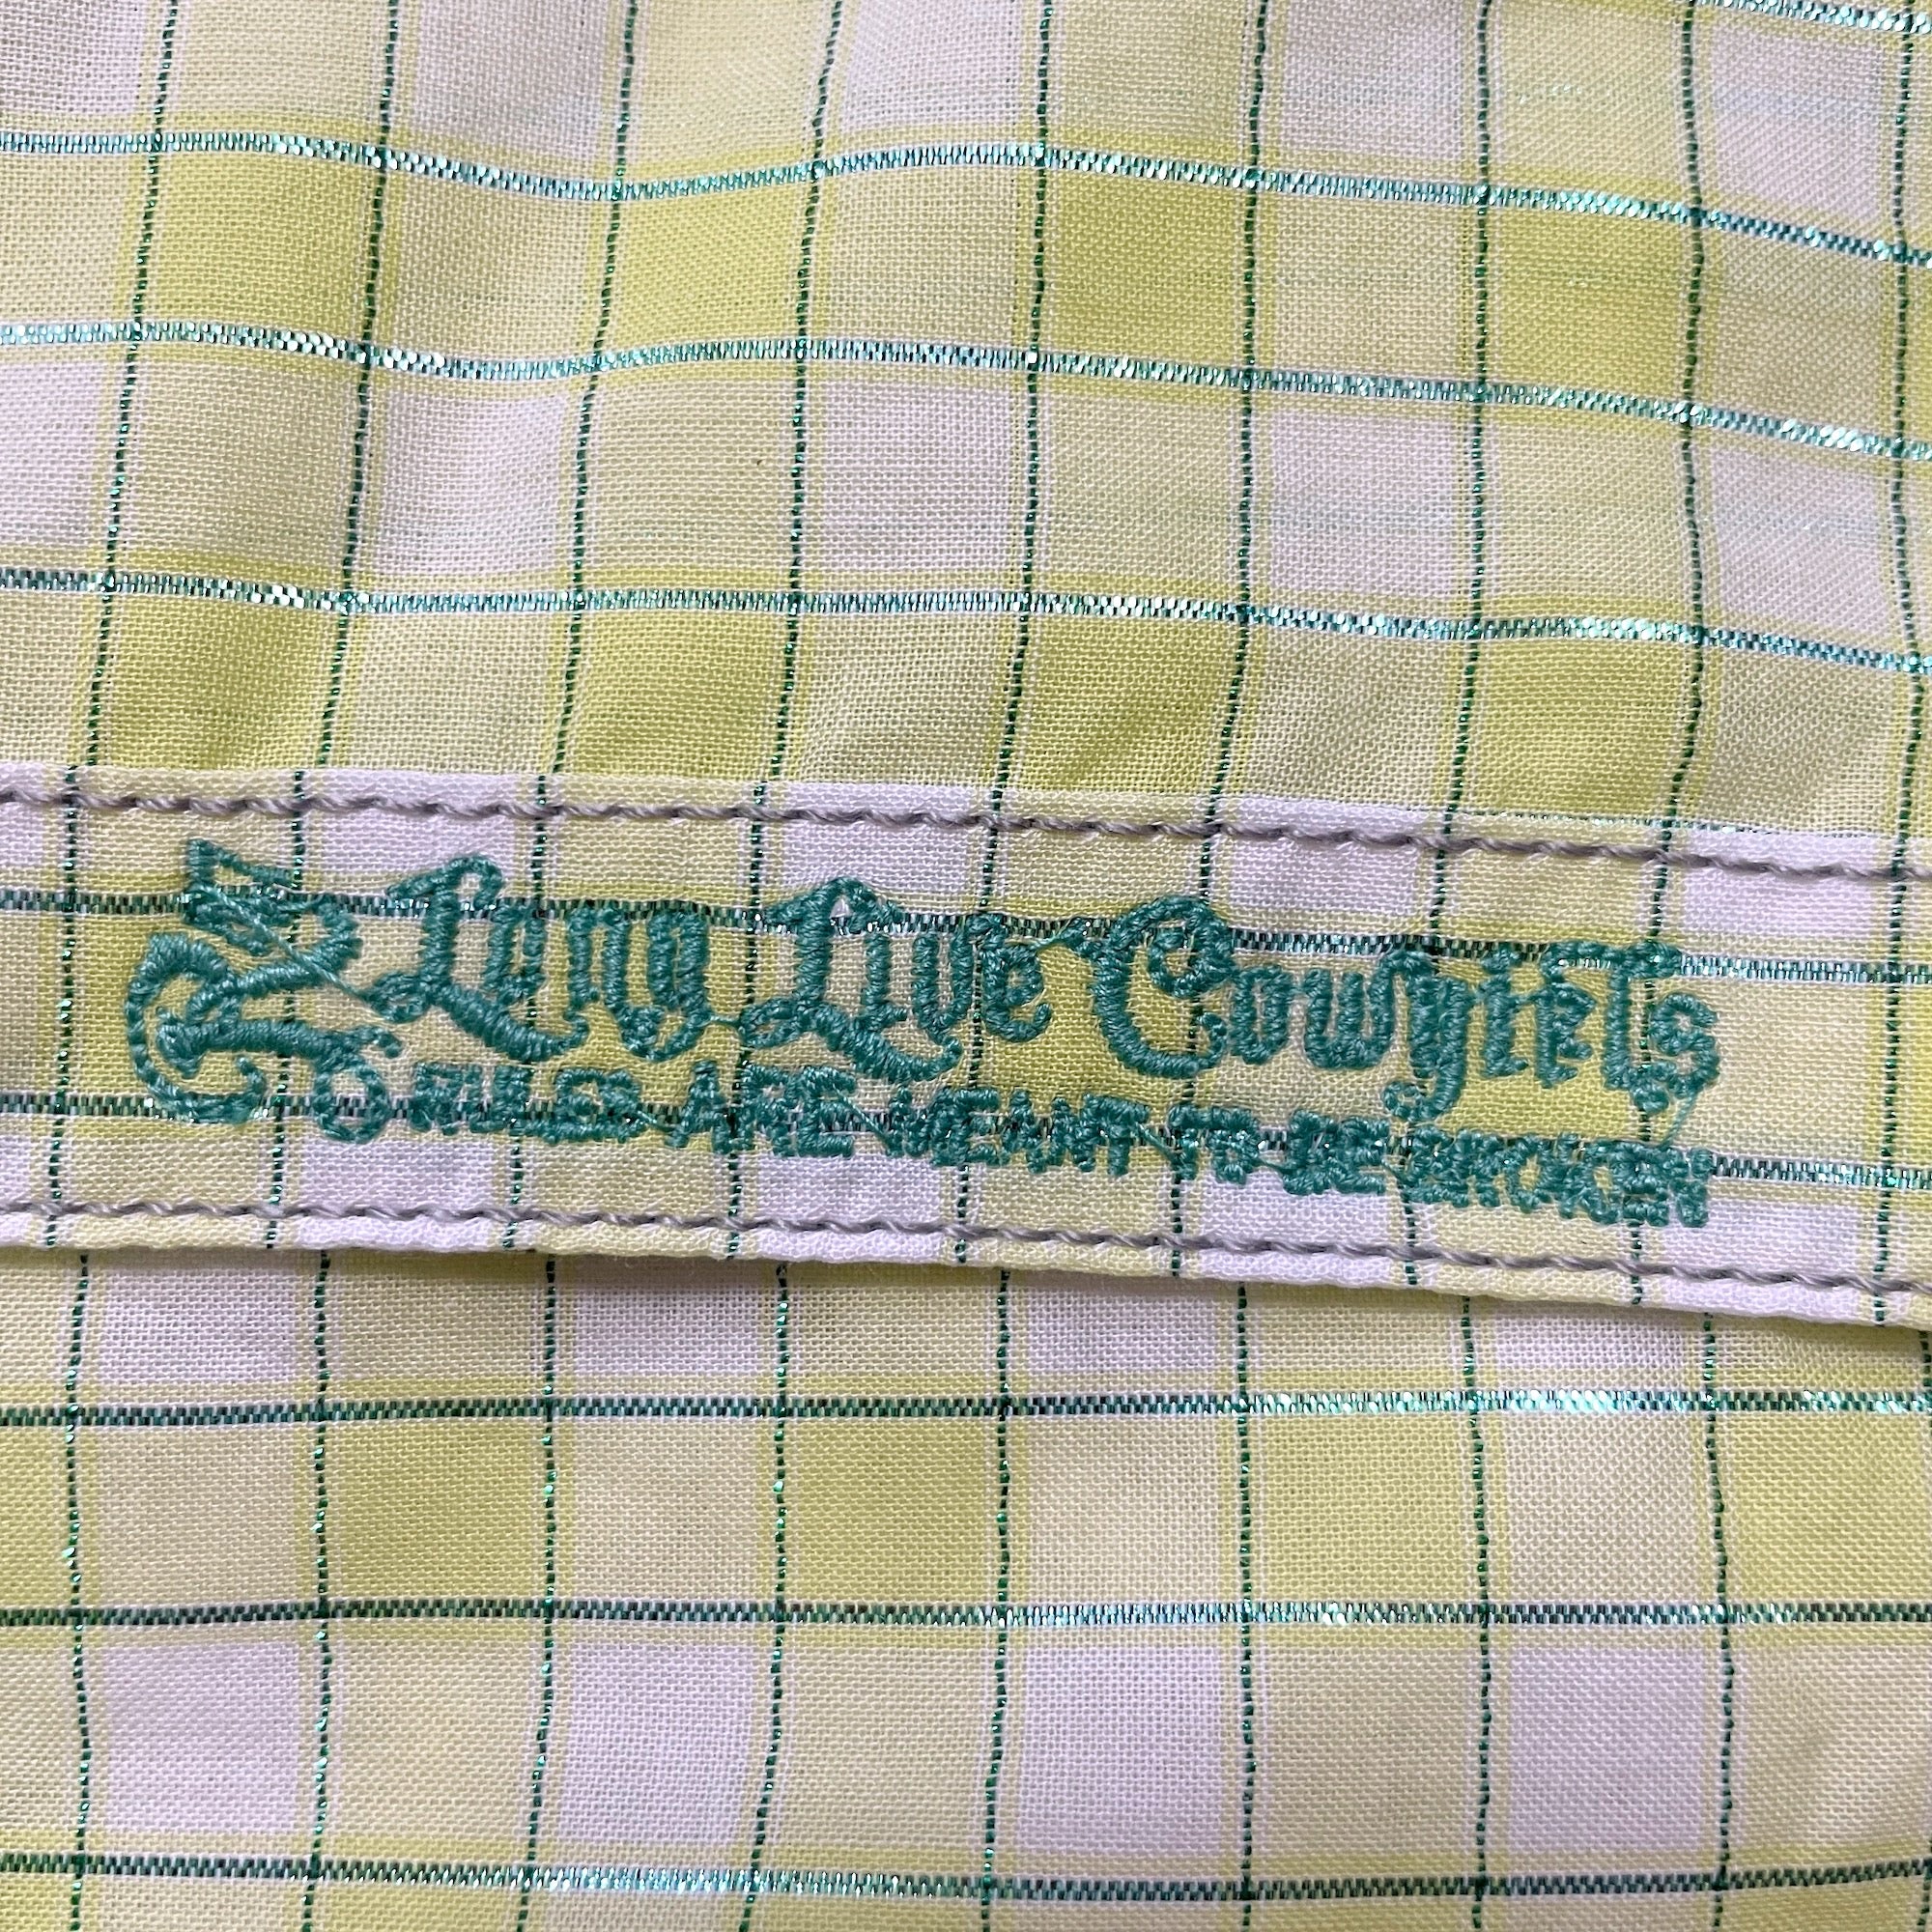 Long Live Cowgirls
RULES ARE MEANT TO BE BROKEN